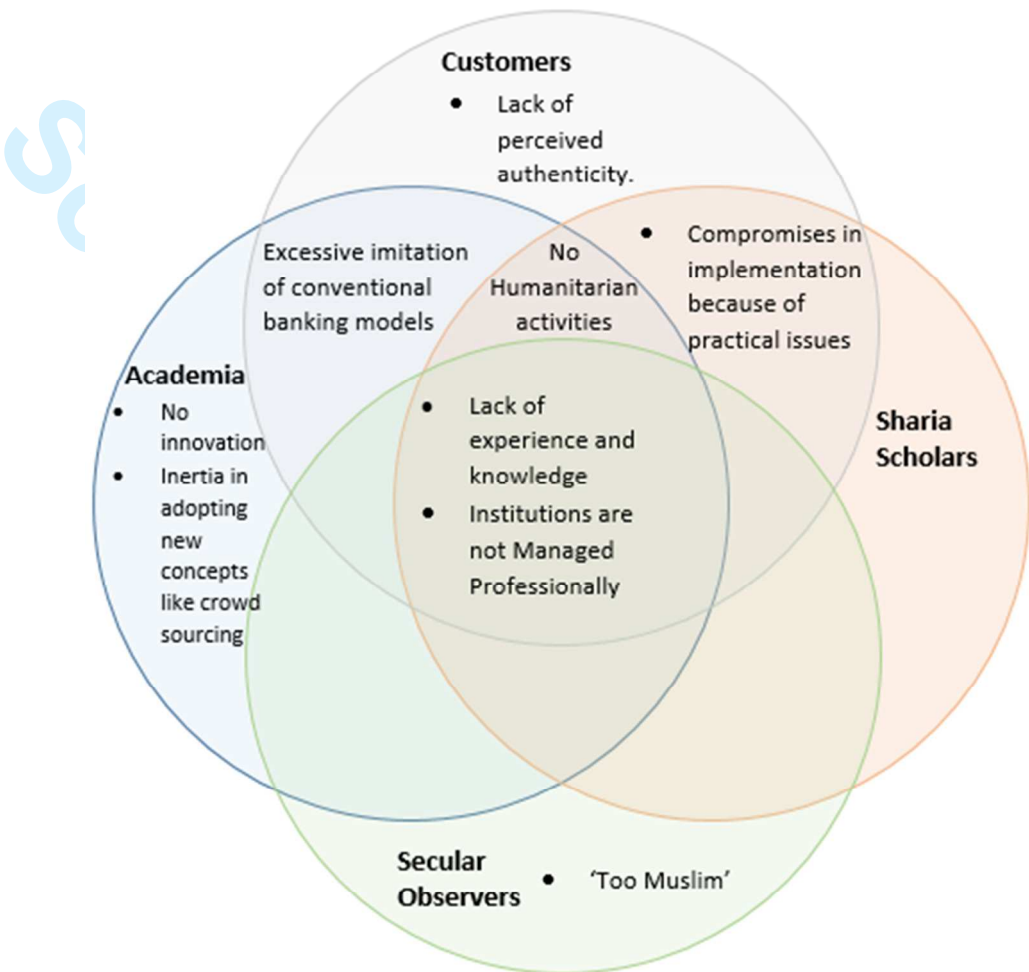 Customers
• Lack of
perceived
authenticity.
Excessive imitation
of conventional
banking models
No
Humanitarian
activities
• Compromises in
implementation
because of
practical issues
Academia
• No
innovation
• Inertia in
adopting
new
concepts
like crowd
sourcing
• Lack of
experience and
knowledge
• Institutions are
not Managed
Professionally
Sharia
Scholars
Secular
Observers
• ‘Too Muslim’